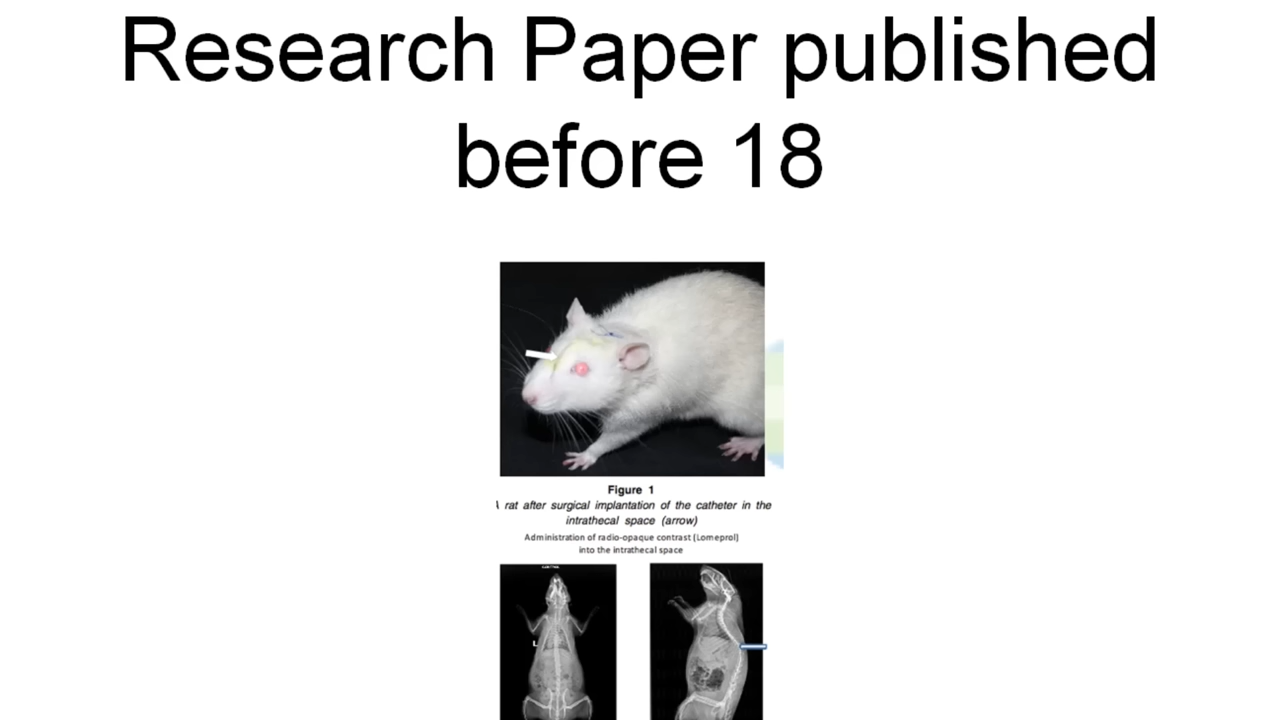 Research Paper published
before 18
Figure 1
rat after surgical implantation of the catheter in the
intrathecal space (arrow)
Administration of radio-opaque contrast (Lomeprol)
into the intrathecal space
L